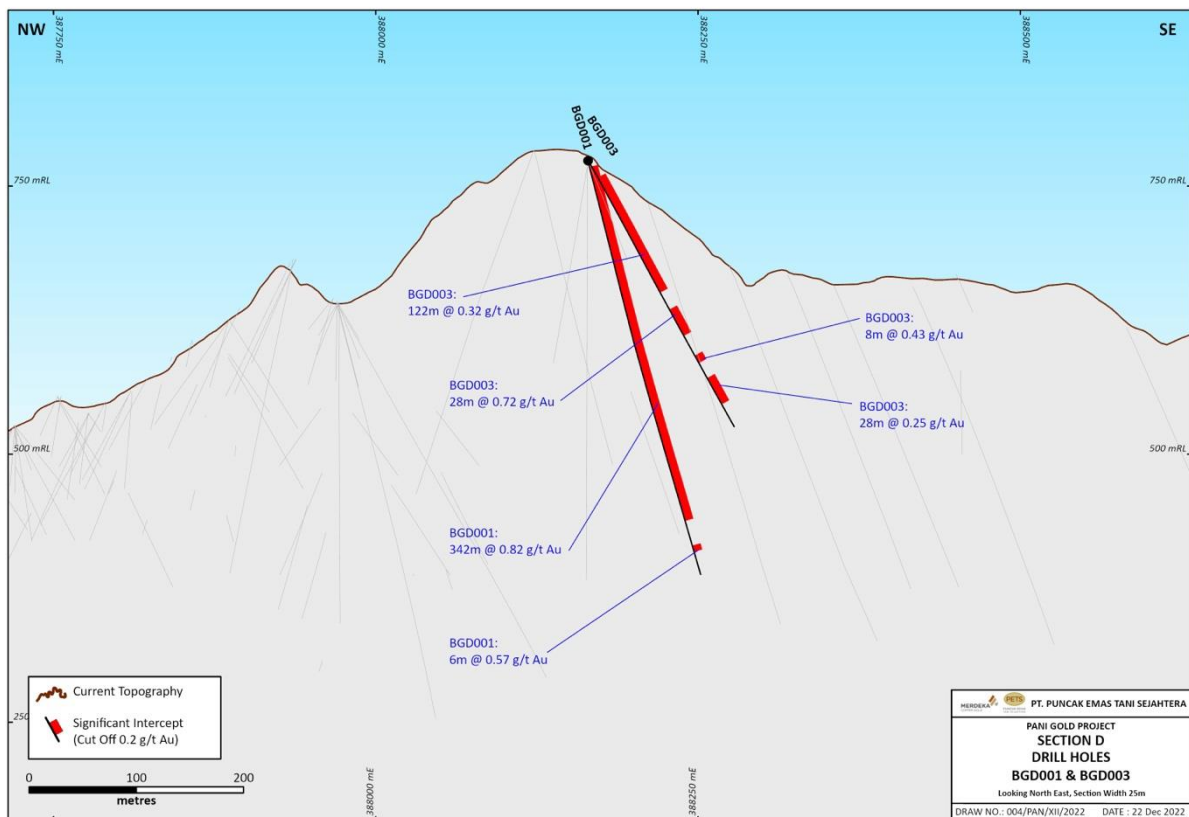 NW
SE
387750 mE
388000 mE
388250 mE
388500 mE
BGD001
BGD003
750 mRL
750 mRL
BGD003:
122m @ 0.32 g/t Au
BGD003:
8m @ 0.43 g/t Au
BGD003:
28m @ 0.72 g/t Au
BGD003:
28m @ 0.25 g/t Au
500 mRL
500 mRL
BGD001:
342m @ 0.82 g/t Au
BGD001:
6m @ 0.57 g/t Au
250
Current Topography
Significant Intercept
(Cut Off 0.2 g/t Au)
0 100 200
metres
388000 mE
388250 mE
MERDEKA
PETS
PT. PUNCAK EMAS TANI SEJAHTERA
PANI GOLD PROJECT
SECTION D
DRILL HOLES
BGD001 & BGD003
Looking North East, Section Width 25m
DRAW NO.: 004/PAN/XII/2022 DATE : 22 Dec 2022